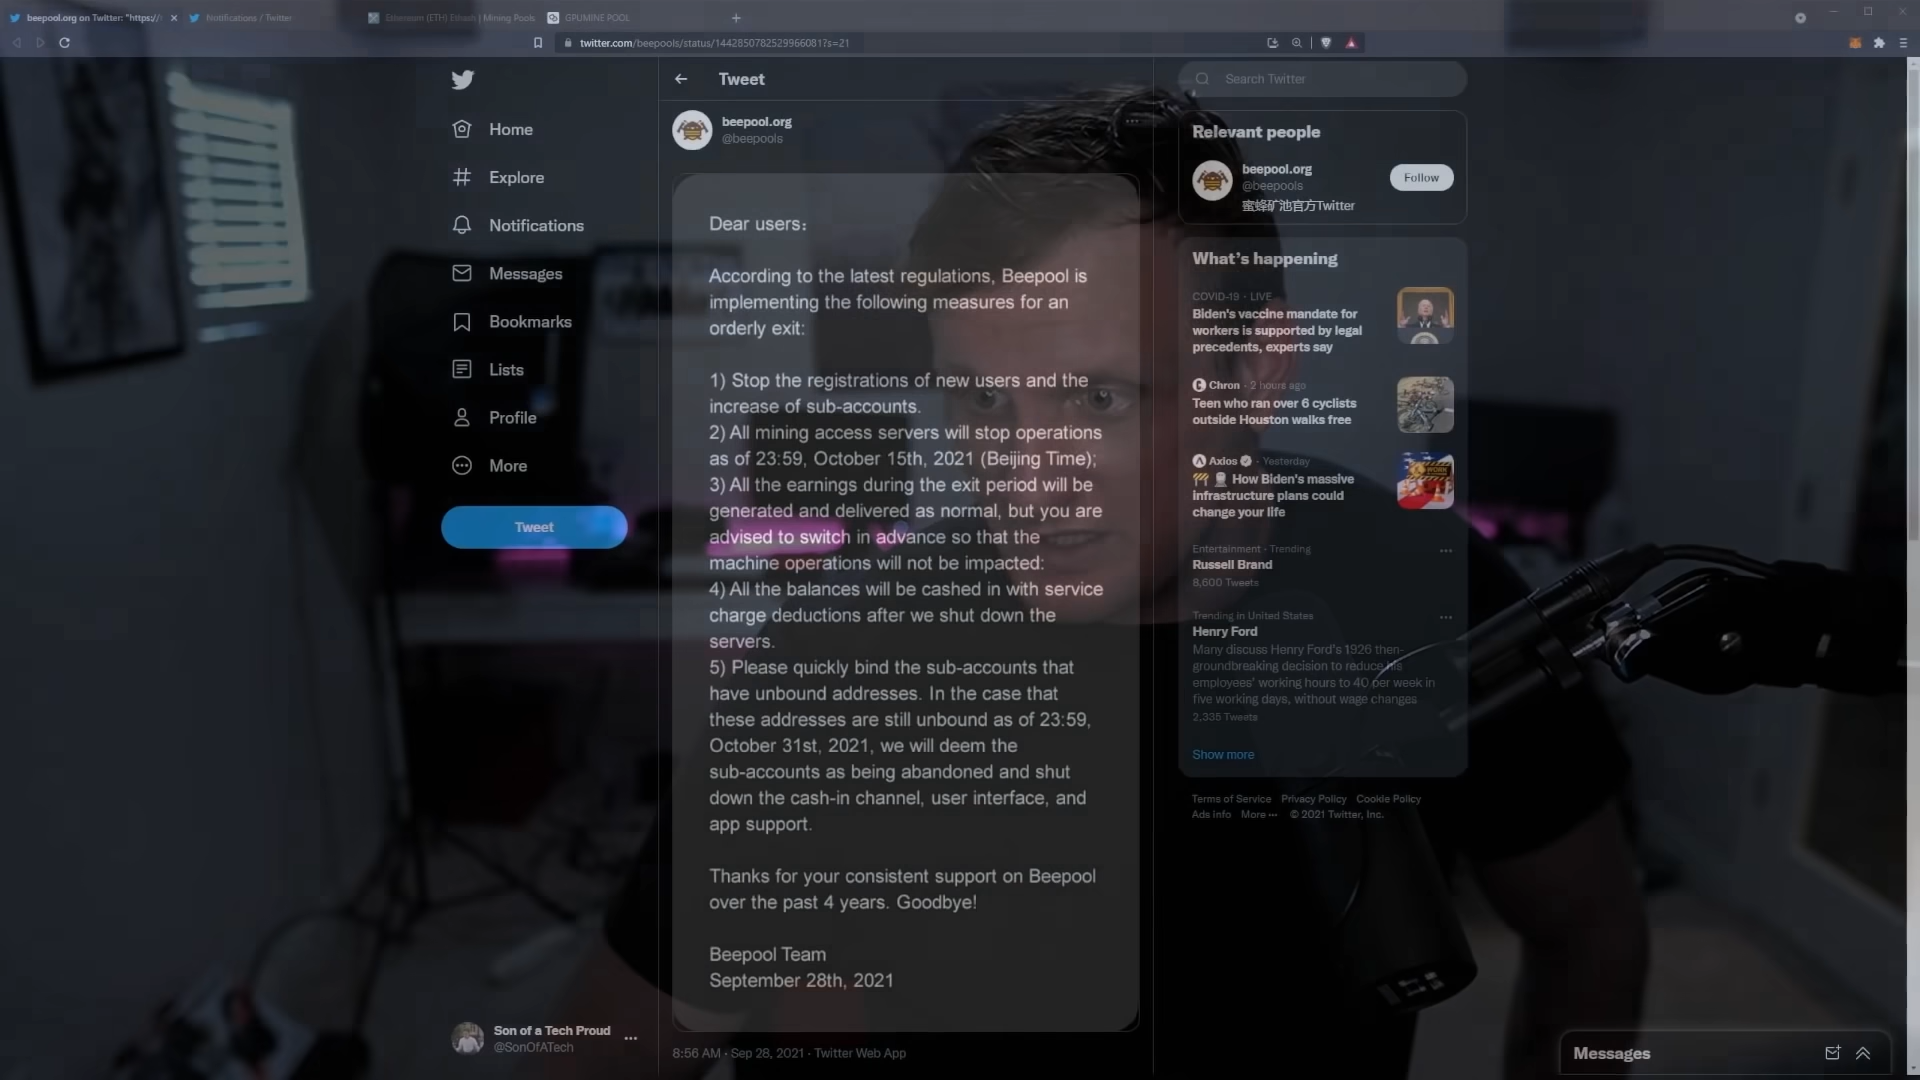 beepool.org on Twitter: "https://
Notifications / Twitter
Ethereum (ETH) Ethash | Mining Pools
GPUMINE POOL
twitter.com/beepools/status/1442850782529966081?s=21
Home
Explore
Notifications
Messages
Bookmarks
Lists
Profile
More
Tweet
Son of a Tech Proud
@SonOfATech
Tweet
beepool.org
@beepools
Dear users:
According to the latest regulations, Beepool is
implementing the following measures for an
orderly exit:
1) Stop the registrations of new users and the
increase of sub-accounts.
2) All mining access servers will stop operations
as of 23:59, October 15th, 2021 (Beijing Time);
3) All the earnings during the exit period will be
generated and delivered as normal, but you are
advised to switch in advance so that the
machine operations will not be impacted:
4) All the balances will be cashed in with service
charge deductions after we shut down the
servers.
5) Please quickly bind the sub-accounts that
have unbound addresses. In the case that
these addresses are still unbound as of 23:59,
October 31st, 2021, we will deem the
sub-accounts as being abandoned and shut
down the cash-in channel, user interface, and
app support.
Thanks for your consistent support on Beepool
over the past 4 years. Goodbye!
Beepool Team
September 28th, 2021
8:56 AM · Sep 28, 2021 · Twitter Web App
Search Twitter
Relevant people
beepool.org
@beepools
Follow
蜜蜂矿池官方Twitter
What's happening
COVID-19 · LIVE
Biden's vaccine mandate for
workers is supported by legal
precedents, experts say
Chron · 2 hours ago
Teen who ran over 6 cyclists
outside Houston walks free
Axios · Yesterday
🚧 How Biden's massive
infrastructure plans could
change your life
Entertainment · Trending
Russell Brand
8,600 Tweets
Trending in United States
Henry Ford
Many discuss Henry Ford's 1926 then-
groundbreaking decision to reduce his
employees' working hours to 40 per week in
five working days, without wage changes
2,335 Tweets
Show more
Terms of Service Privacy Policy Cookie Policy
Ads info More ··· © 2021 Twitter, Inc.
Messages